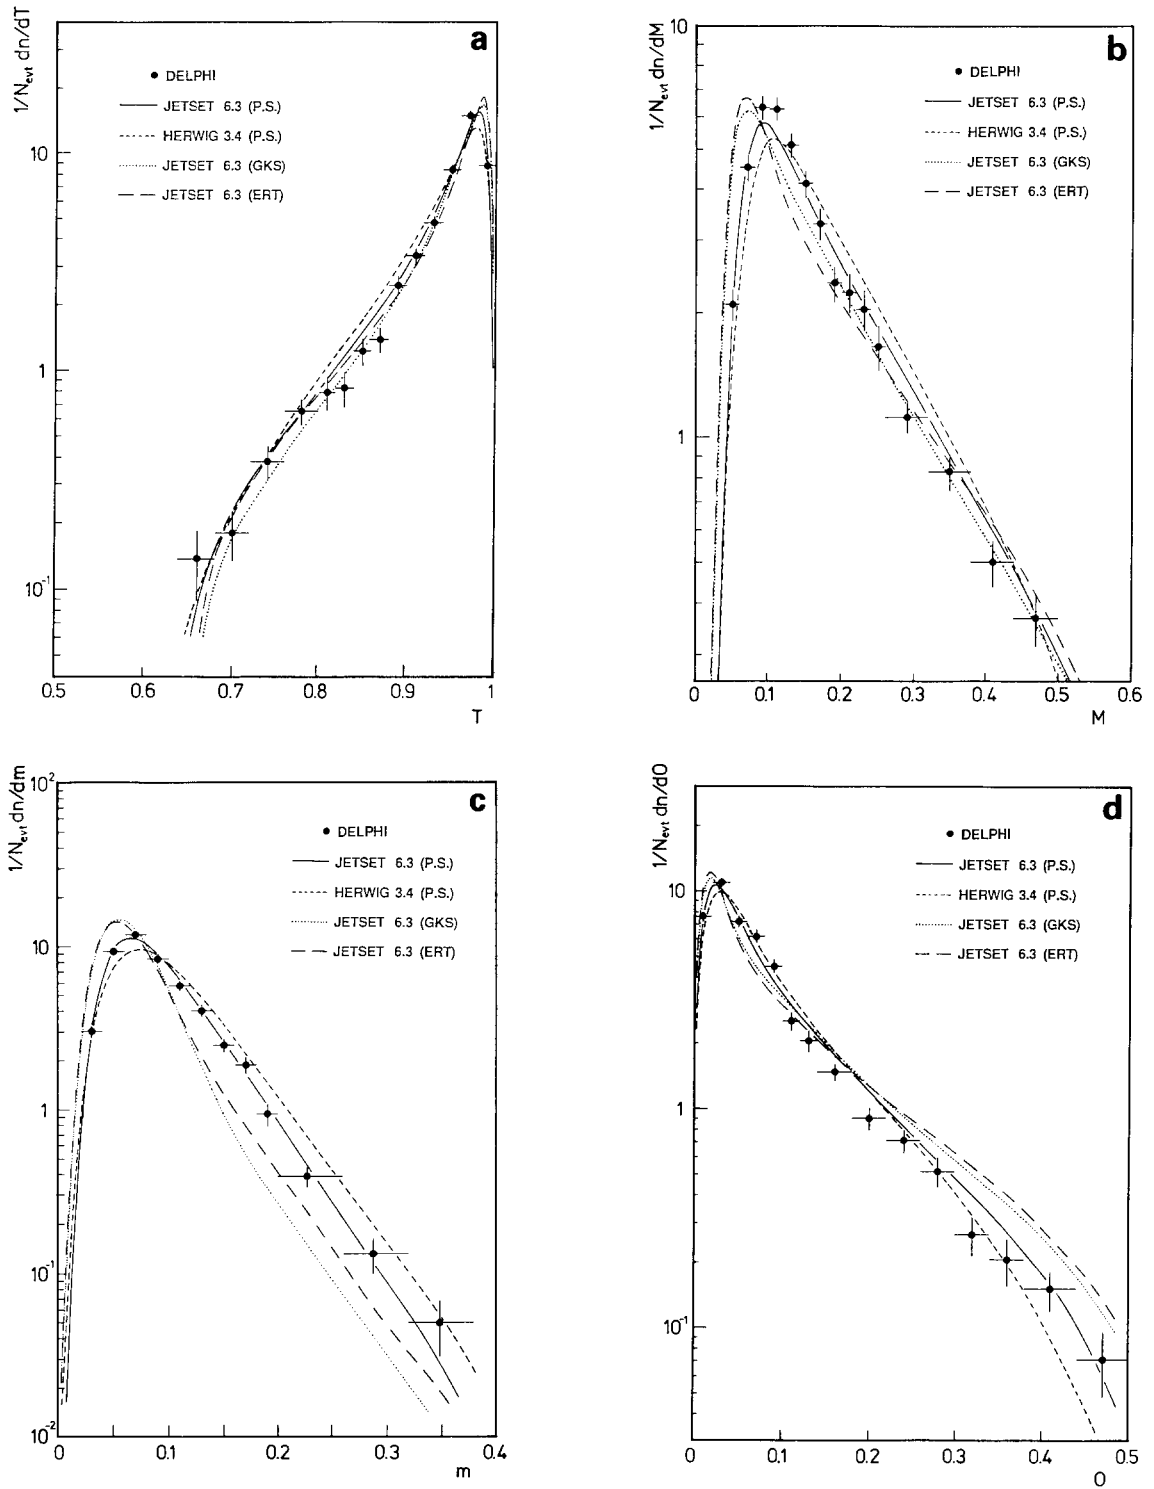 a
1/N_evt dn/dT
DELPHI
JETSET 6.3 (P.S.)
HERWIG 3.4 (P.S.)
JETSET 6.3 (GKS)
JETSET 6.3 (ERT)
10
1
10^-1
0.5 0.6 0.7 0.8 0.9 1
T
b
1/N_evt dn/dM
DELPHI
JETSET 6.3 (P.S.)
HERWIG 3.4 (P.S.)
JETSET 6.3 (GKS)
JETSET 6.3 (ERT)
10
1
0 0.1 0.2 0.3 0.4 0.5 0.6
M
c
1/N_evt dn/dm
DELPHI
JETSET 6.3 (P.S.)
HERWIG 3.4 (P.S.)
JETSET 6.3 (GKS)
JETSET 6.3 (ERT)
10^2
10
1
10^-1
10^-2
0 0.1 0.2 0.3 0.4
m
d
1/N_evt dn/dO
DELPHI
JETSET 6.3 (P.S.)
HERWIG 3.4 (P.S.)
JETSET 6.3 (GKS)
JETSET 6.3 (ERT)
10
1
10^-1
0 0.1 0.2 0.3 0.4 0.5
O